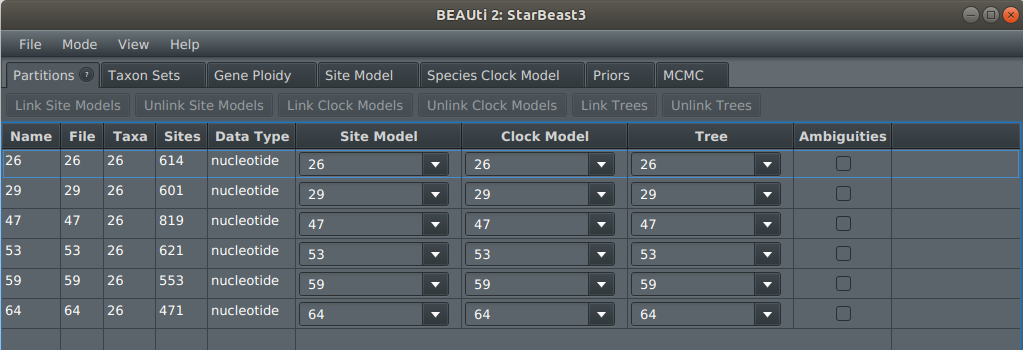 BEAUti 2: StarBeast3
File Mode View Help
Partitions ? Taxon Sets Gene Ploidy Site Model Species Clock Model Priors MCMC
Link Site Models Unlink Site Models Link Clock Models Unlink Clock Models Link Trees Unlink Trees
Name File Taxa Sites Data Type Site Model Clock Model Tree Ambiguities
26 26 26 614 nucleotide 26 26 26
29 29 26 601 nucleotide 29 29 29
47 47 26 819 nucleotide 47 47 47
53 53 26 621 nucleotide 53 53 53
59 59 26 553 nucleotide 59 59 59
64 64 26 471 nucleotide 64 64 64